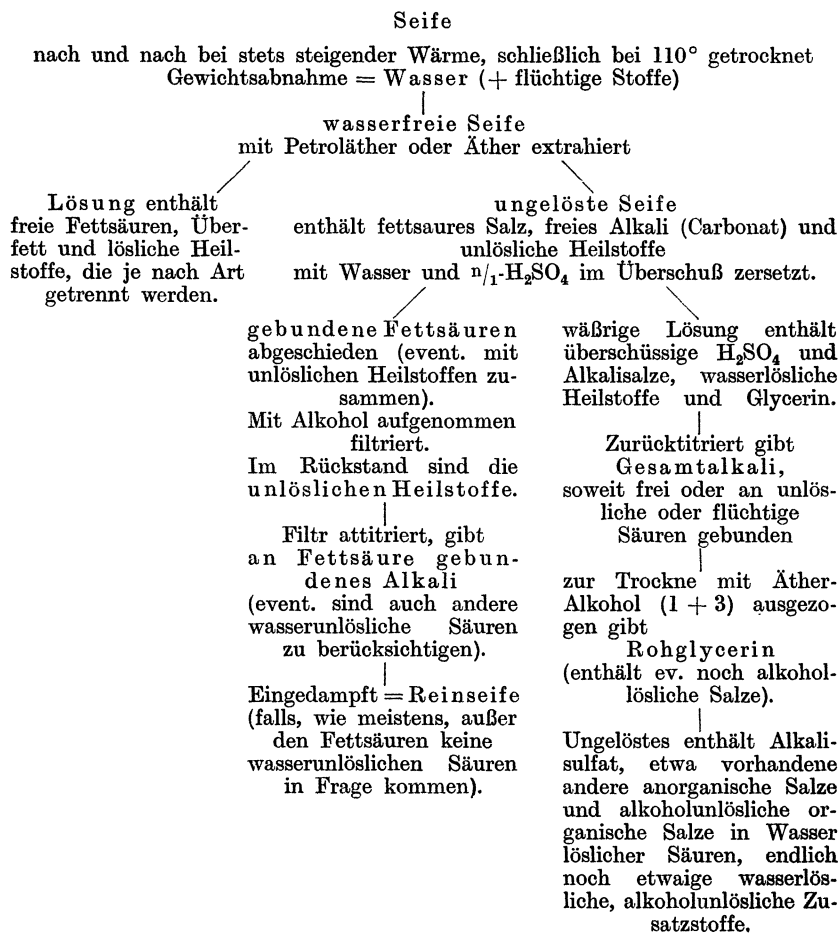 Seife
nach und nach bei stets steigender Wärme, schließlich bei 110° getrocknet
Gewichtsabnahme = Wasser (+ flüchtige Stoffe)
wasserfreie Seife
mit Petroläther oder Äther extrahiert
Lösung enthält
freie Fettsäuren, Über-
fett und lösliche Heil-
stoffe, die je nach Art
getrennt werden.
ungelöste Seife
enthält fettsaures Salz, freies Alkali (Carbonat) und
unlösliche Heilstoffe
mit Wasser und n/₁-H₂SO₄ im Überschuß zersetzt.
gebundene Fettsäuren
abgeschieden (event. mit
unlöslichen Heilstoffen zu-
sammen).
Mit Alkohol aufgenommen
filtriert.
Im Rückstand sind die
unlöslichen Heilstoffe.
Filtr attitriert, gibt
an Fettsäure gebun-
denes Alkali
(event. sind auch andere
wasserunlösliche Säuren
zu berücksichtigen).
Eingedampft = Reinseife
(falls, wie meistens, außer
den Fettsäuren keine
wasserunlöslichen Säuren
in Frage kommen).
wäßrige Lösung enthält
überschüssige H₂SO₄ und
Alkalisalze, wasserlösliche
Heilstoffe und Glycerin.
Zurücktitriert gibt
Gesamtalkali,
soweit frei oder an unlös-
liche oder flüchtige
Säuren gebunden
zur Trockne mit Äther-
Alkohol (1 + 3) ausgezo-
gen gibt
Rohglycerin
(enthält ev. noch alkohol-
lösliche Salze).
Ungelöstes enthält Alkali-
sulfat, etwa vorhandene
andere anorganische Salze
und alkoholunlösliche or-
ganische Salze in Wasser
löslicher Säuren, endlich
noch etwaige wasserlös-
liche, alkoholunlösliche Zu-
satzstoffe.